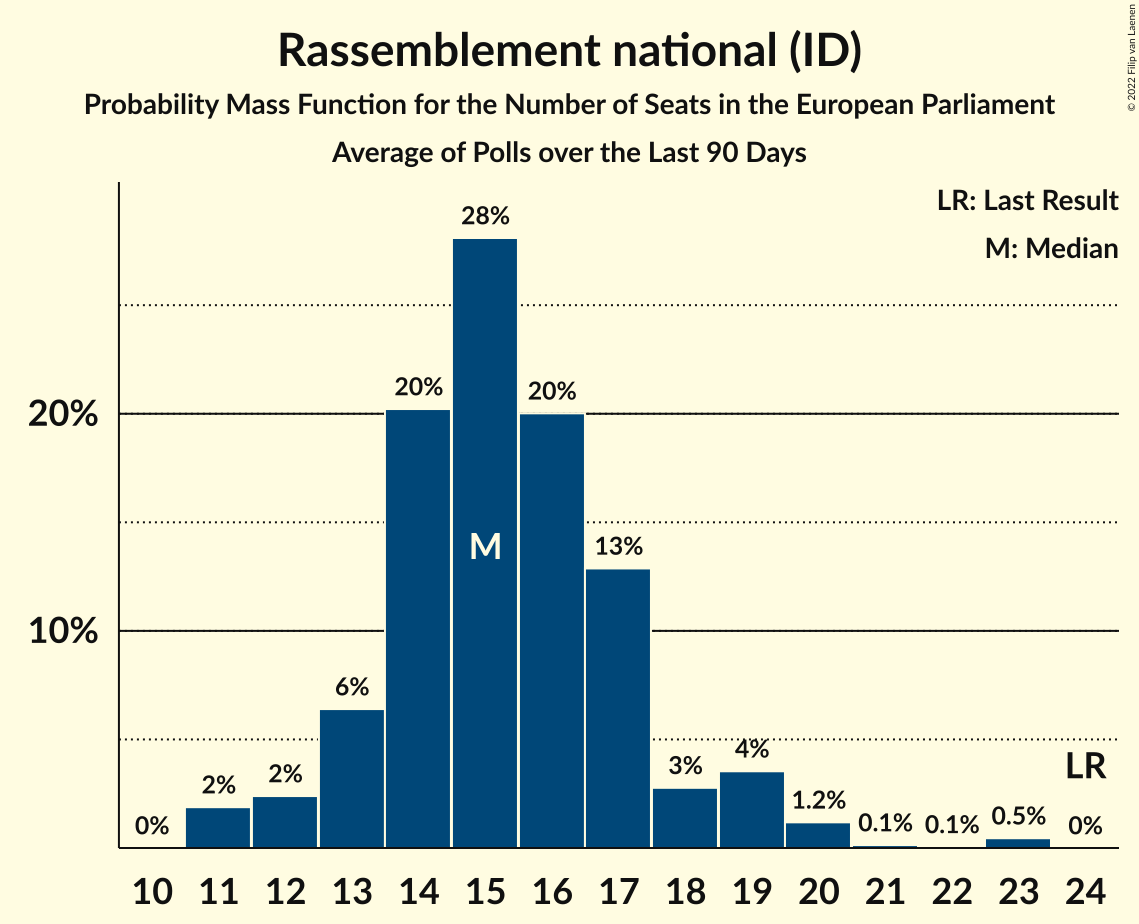 Rassemblement national (ID)
Probability Mass Function for the Number of Seats in the European Parliament
Average of Polls over the Last 90 Days
© 2022 Filip van Laenen
LR: Last Result
M: Median
20%
10%
0%
2%
2%
6%
20%
28%
20%
13%
3%
4%
1.2%
0.1%
0.1%
0.5%
0%
M
LR
10 11 12 13 14 15 16 17 18 19 20 21 22 23 24